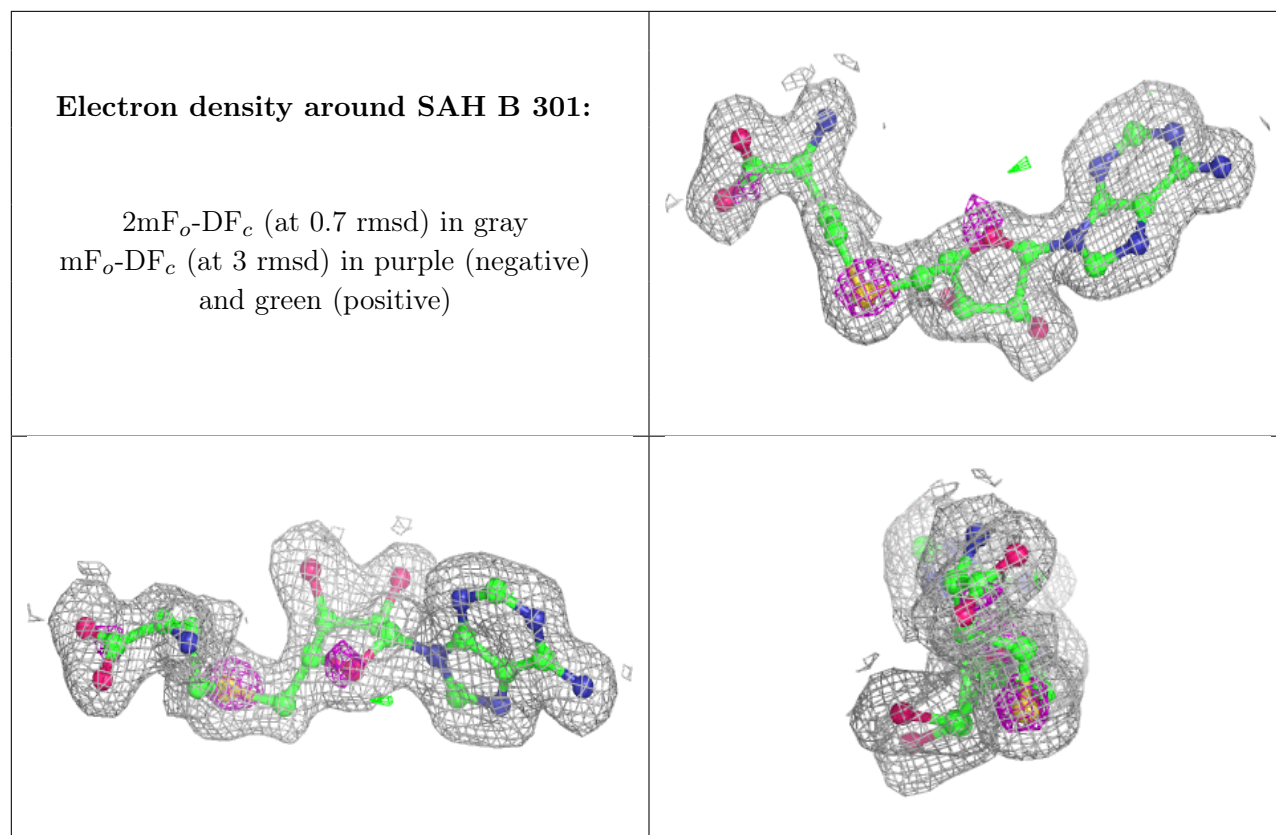 Electron density around SAH B 301:
2mFo-DFc (at 0.7 rmsd) in gray
mFo-DFc (at 3 rmsd) in purple (negative)
and green (positive)